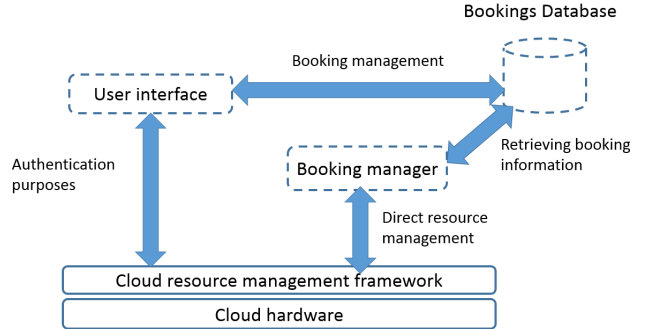 Bookings Database
Booking management
User interface
Retrieving booking
information
Authentication
purposes
Booking manager
Direct resource
management
Cloud resource management framework
Cloud hardware